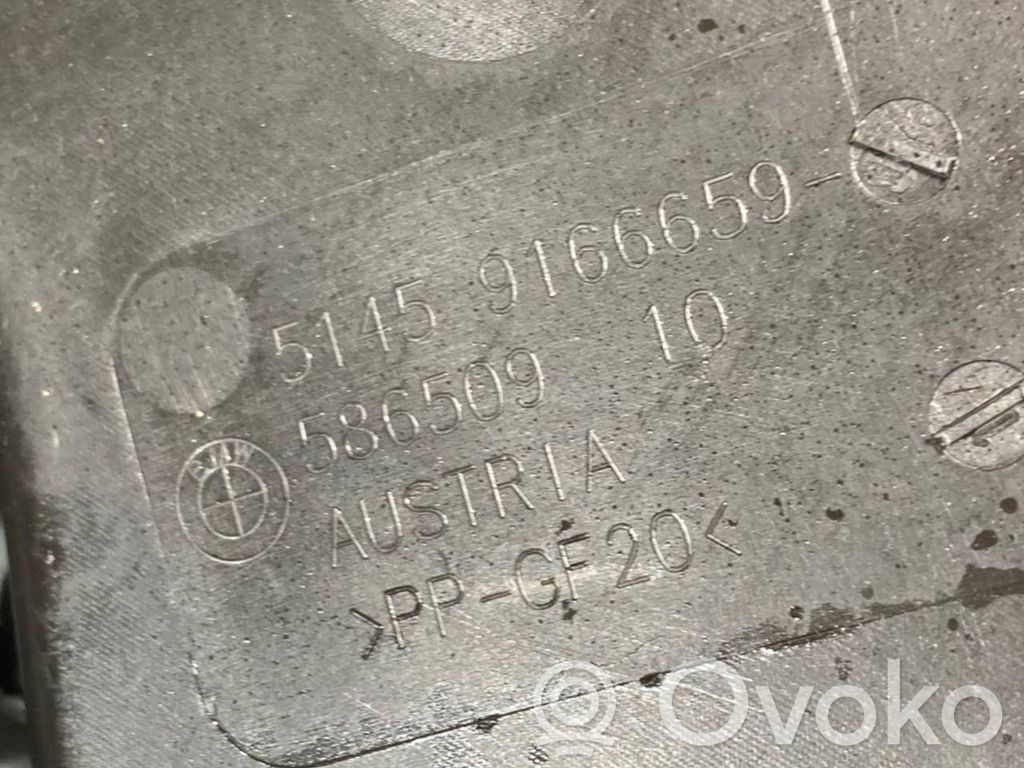 5145 9166659-
586509 10
BMW
AUSTRIA
>PP-GF20<
Ovoko